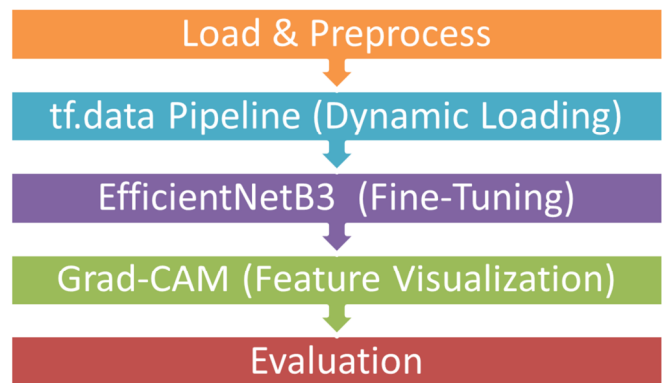 Load & Preprocess
tf.data Pipeline (Dynamic Loading)
EfficientNetB3 (Fine-Tuning)
Grad-CAM (Feature Visualization)
Evaluation